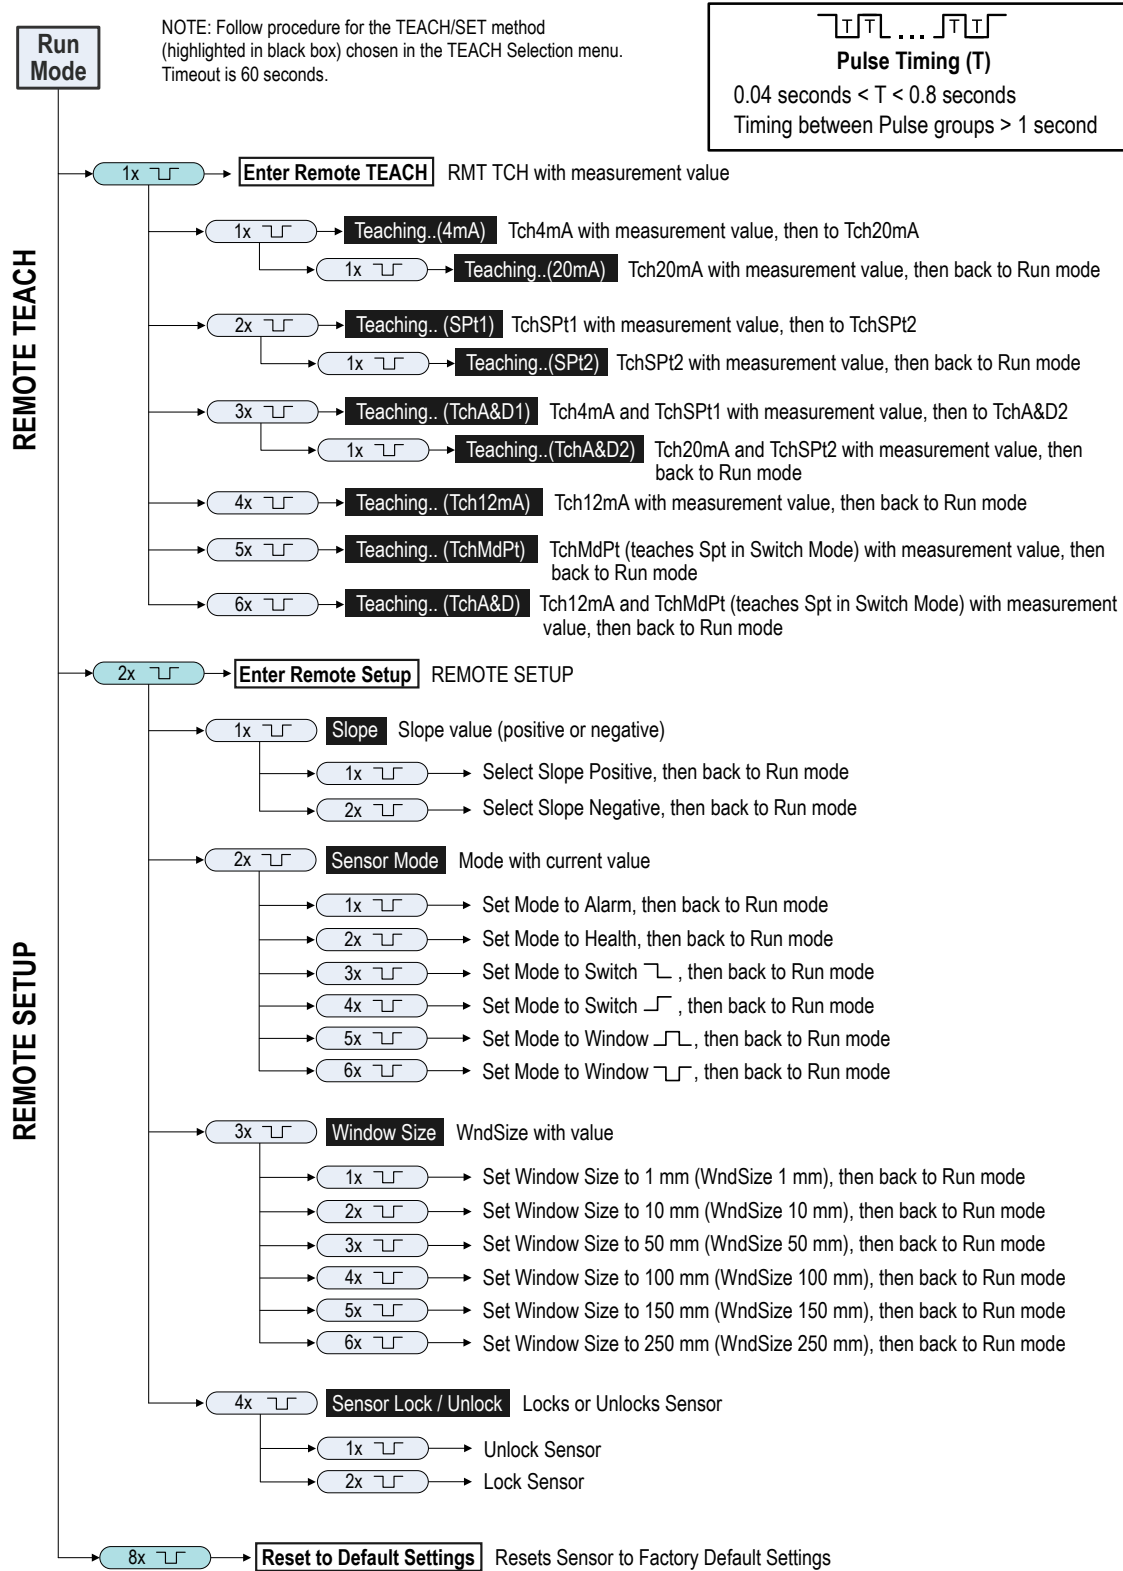 Run
Mode
NOTE: Follow procedure for the TEACH/SET method
(highlighted in black box) chosen in the TEACH Selection menu.
Timeout is 60 seconds.
T T ... T T
Pulse Timing (T)
0.04 seconds < T < 0.8 seconds
Timing between Pulse groups > 1 second
REMOTE TEACH
1x Enter Remote TEACH RMT TCH with measurement value
1x Teaching..(4mA) Tch4mA with measurement value, then to Tch20mA
1x Teaching..(20mA) Tch20mA with measurement value, then back to Run mode
2x Teaching.. (SPt1) TchSPt1 with measurement value, then to TchSPt2
1x Teaching..(SPt2) TchSPt2 with measurement value, then back to Run mode
3x Teaching.. (TchA&D1) Tch4mA and TchSPt1 with measurement value, then to TchA&D2
1x Teaching..(TchA&D2) Tch20mA and TchSPt2 with measurement value, then
back to Run mode
4x Teaching.. (Tch12mA) Tch12mA with measurement value, then back to Run mode
5x Teaching.. (TchMdPt) TchMdPt (teaches Spt in Switch Mode) with measurement value, then
back to Run mode
6x Teaching.. (TchA&D) Tch12mA and TchMdPt (teaches Spt in Switch Mode) with measurement
value, then back to Run mode
REMOTE SETUP
2x Enter Remote Setup REMOTE SETUP
1x Slope Slope value (positive or negative)
1x Select Slope Positive, then back to Run mode
2x Select Slope Negative, then back to Run mode
2x Sensor Mode Mode with current value
1x Set Mode to Alarm, then back to Run mode
2x Set Mode to Health, then back to Run mode
3x Set Mode to Switch , then back to Run mode
4x Set Mode to Switch , then back to Run mode
5x Set Mode to Window , then back to Run mode
6x Set Mode to Window , then back to Run mode
3x Window Size WndSize with value
1x Set Window Size to 1 mm (WndSize 1 mm), then back to Run mode
2x Set Window Size to 10 mm (WndSize 10 mm), then back to Run mode
3x Set Window Size to 50 mm (WndSize 50 mm), then back to Run mode
4x Set Window Size to 100 mm (WndSize 100 mm), then back to Run mode
5x Set Window Size to 150 mm (WndSize 150 mm), then back to Run mode
6x Set Window Size to 250 mm (WndSize 250 mm), then back to Run mode
4x Sensor Lock / Unlock Locks or Unlocks Sensor
1x Unlock Sensor
2x Lock Sensor
8x Reset to Default Settings Resets Sensor to Factory Default Settings